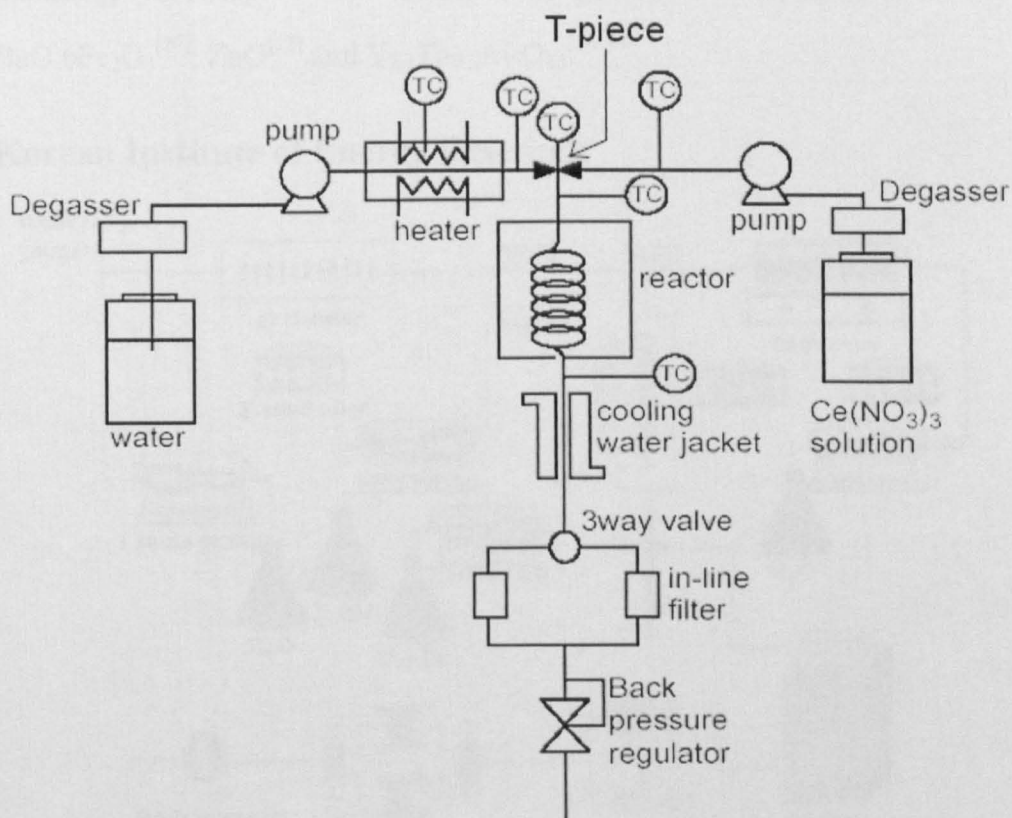 T-piece
TC
TC
TC
TC
pump
TC
Degasser
heater
pump
Degasser
reactor
TC
water
cooling
water jacket
Ce(NO₃)₃
solution
3way valve
in-line
filter
Back
pressure
regulator